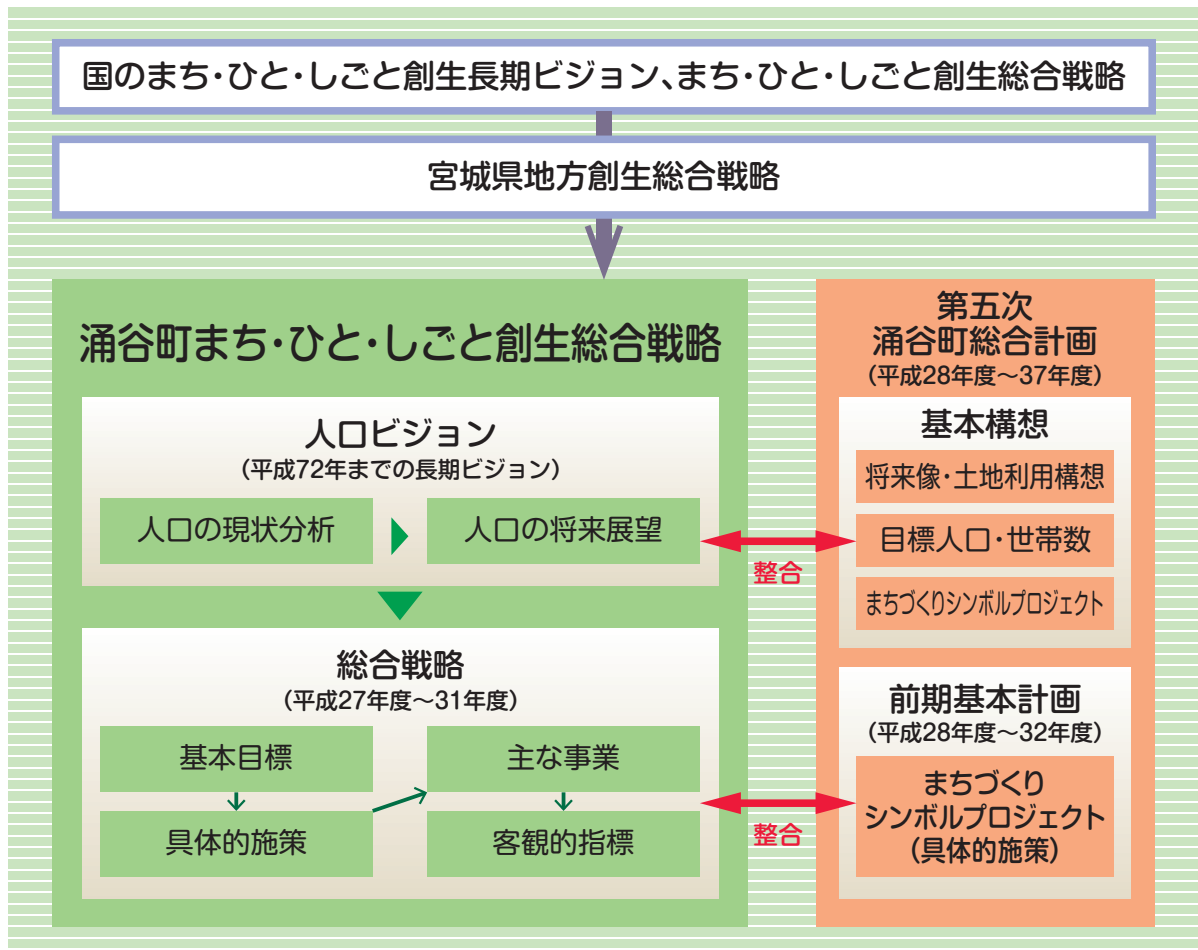 国のまち・ひと・しごと創生長期ビジョン、まち・ひと・しごと創生総合戦略
宮城県地方創生総合戦略
涌谷町まち・ひと・しごと創生総合戦略
人口ビジョン
（平成72年までの長期ビジョン）
人口の現状分析
人口の将来展望
総合戦略
（平成27年度～31年度）
基本目標
主な事業
具体的施策
客観的指標
整合
整合
第五次
涌谷町総合計画
（平成28年度～37年度）
基本構想
将来像・土地利用構想
目標人口・世帯数
まちづくりシンボルプロジェクト
前期基本計画
（平成28年度～32年度）
まちづくり
シンボルプロジェクト
（具体的施策）